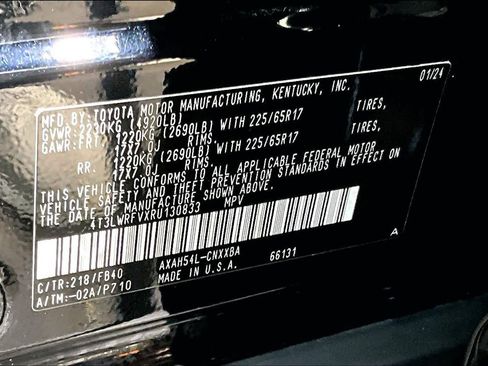 MFD.BY:TOYOTA MOTOR MANUFACTURING, KENTUCKY, INC. 01/24
GVWR:2230KG (4920LB)
GAWR:FRT. 1220KG (2690LB) WITH 225/65R17 TIRES,
17X7.0J RIMS,
RR. 1220KG (2690LB) WITH 225/65R17 TIRES,
17X7.0J RIMS,
THIS VEHICLE CONFORMS TO ALL APPLICABLE FEDERAL MOTOR
VEHICLE SAFETY AND THEFT PREVENTION STANDARDS IN EFFECT ON
THE DATE OF MANUFACTURE SHOWN ABOVE.
4T3LWRFVXRU130833 MPV
C/TR:218/FB40 AXAH54L-CNXXBA A
A/TM:-02A/P710 MADE IN U.S.A. 66131